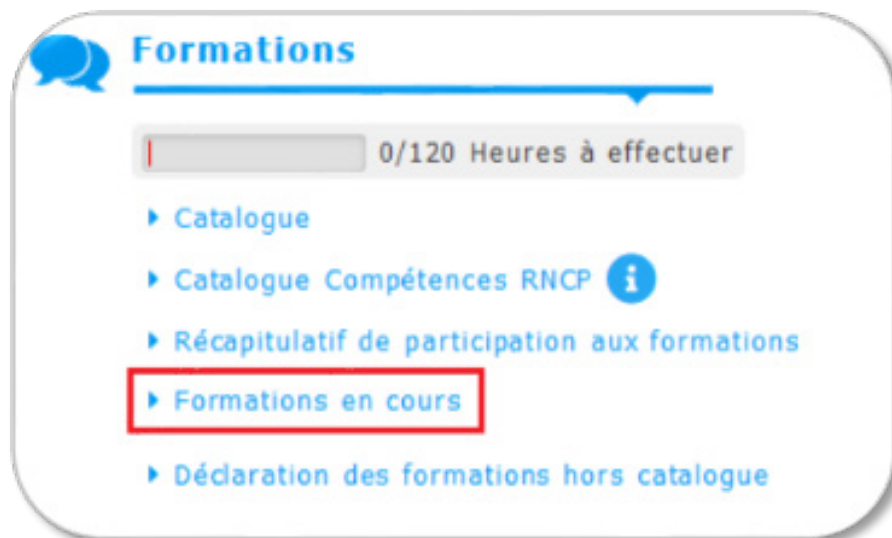 Formations
0/120 Heures à effectuer
Catalogue
Catalogue Compétences RNCP i
Récapitulatif de participation aux formations
Formations en cours
Déclaration des formations hors catalogue